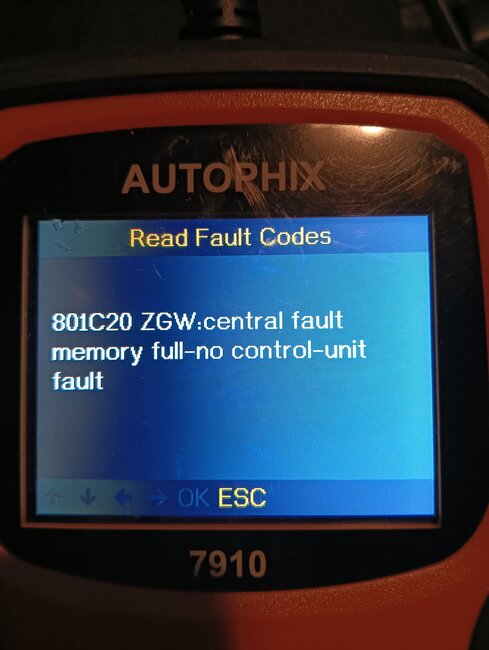 AUTOPHIX
Read Fault Codes
801C20 ZGW:central fault
memory full-no control-unit
fault
OK ESC
7910